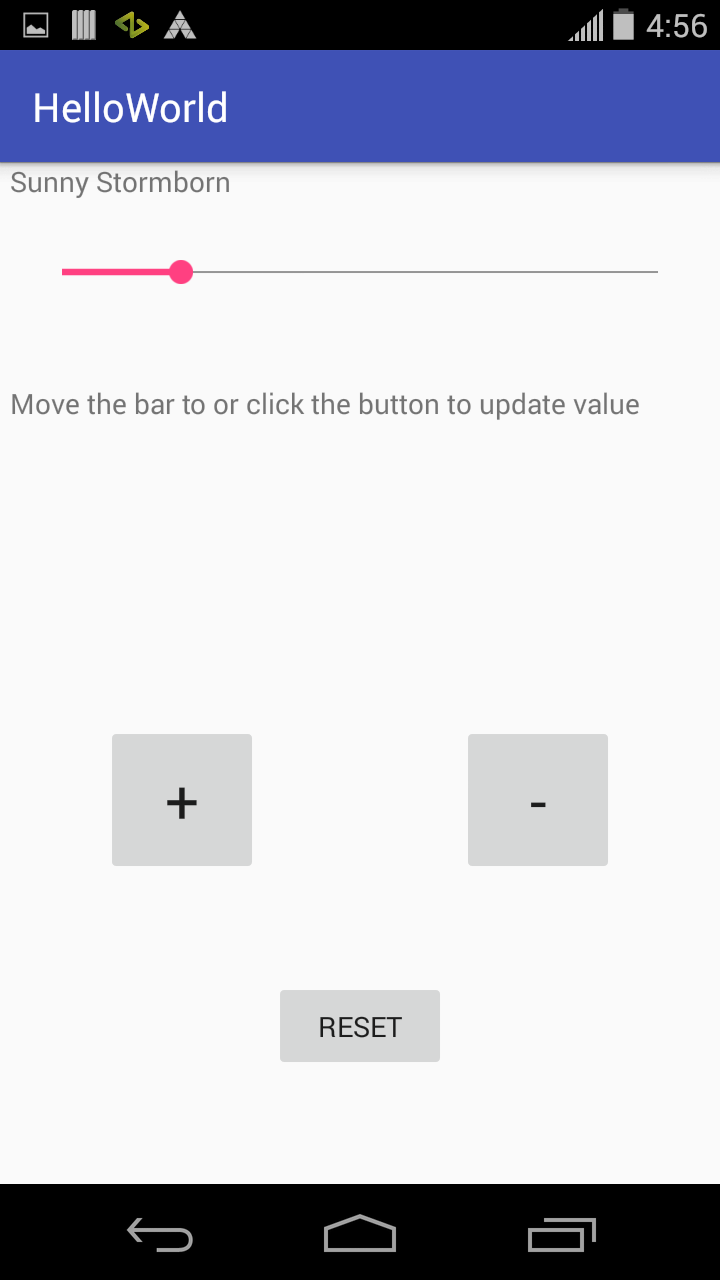 4:56
HelloWorld
Sunny Stormborn
Move the bar to or click the button to update value
+ -
RESET